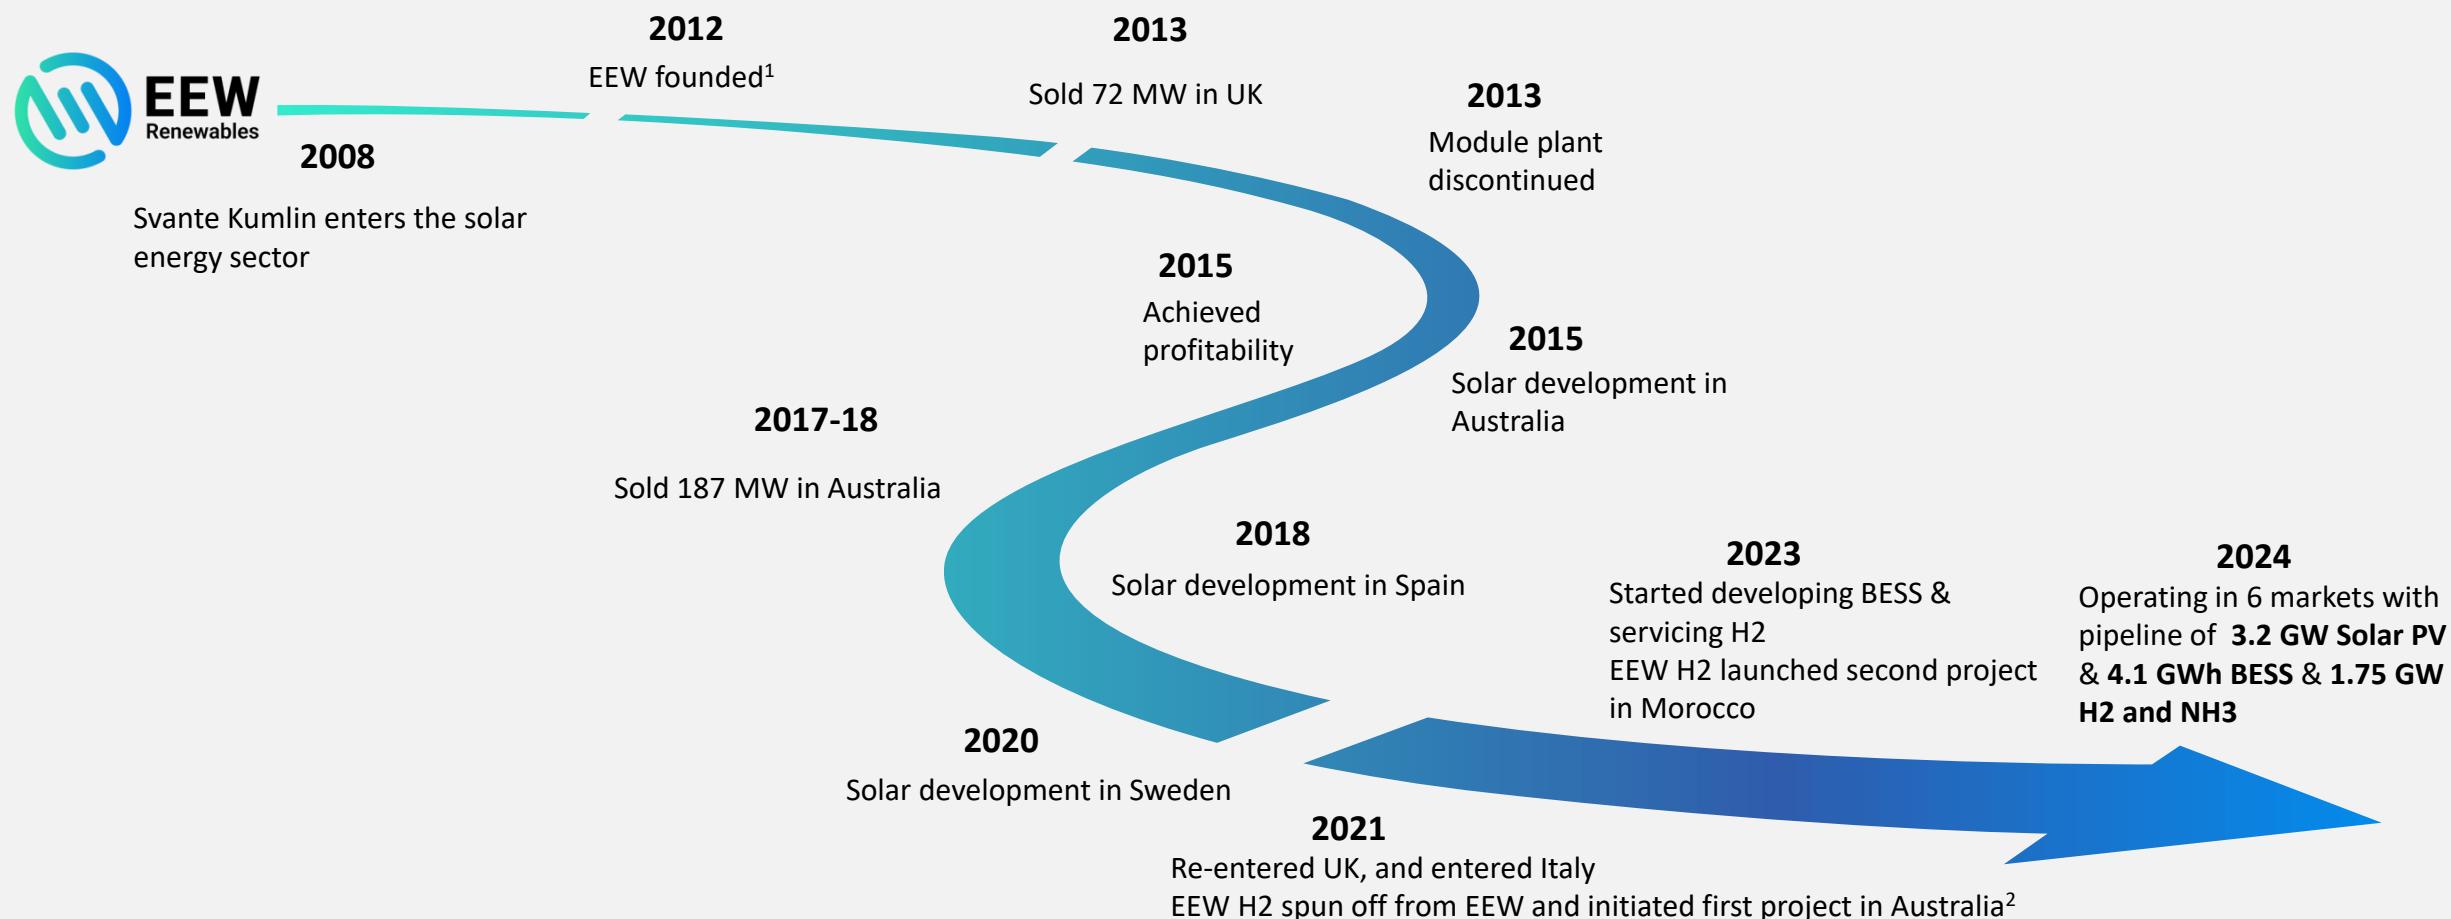 EEW
Renewables
2008
Svante Kumlin enters the solar
energy sector
2012
EEW founded¹
2013
Sold 72 MW in UK
2013
Module plant
discontinued
2015
Achieved
profitability
2015
Solar development in
Australia
2017-18
Sold 187 MW in Australia
2018
Solar development in Spain
2020
Solar development in Sweden
2021
Re-entered UK, and entered Italy
EEW H2 spun off from EEW and initiated first project in Australia²
2023
Started developing BESS &
servicing H2
EEW H2 launched second project
in Morocco
2024
Operating in 6 markets with
pipeline of 3.2 GW Solar PV
& 4.1 GWh BESS & 1.75 GW
H2 and NH3